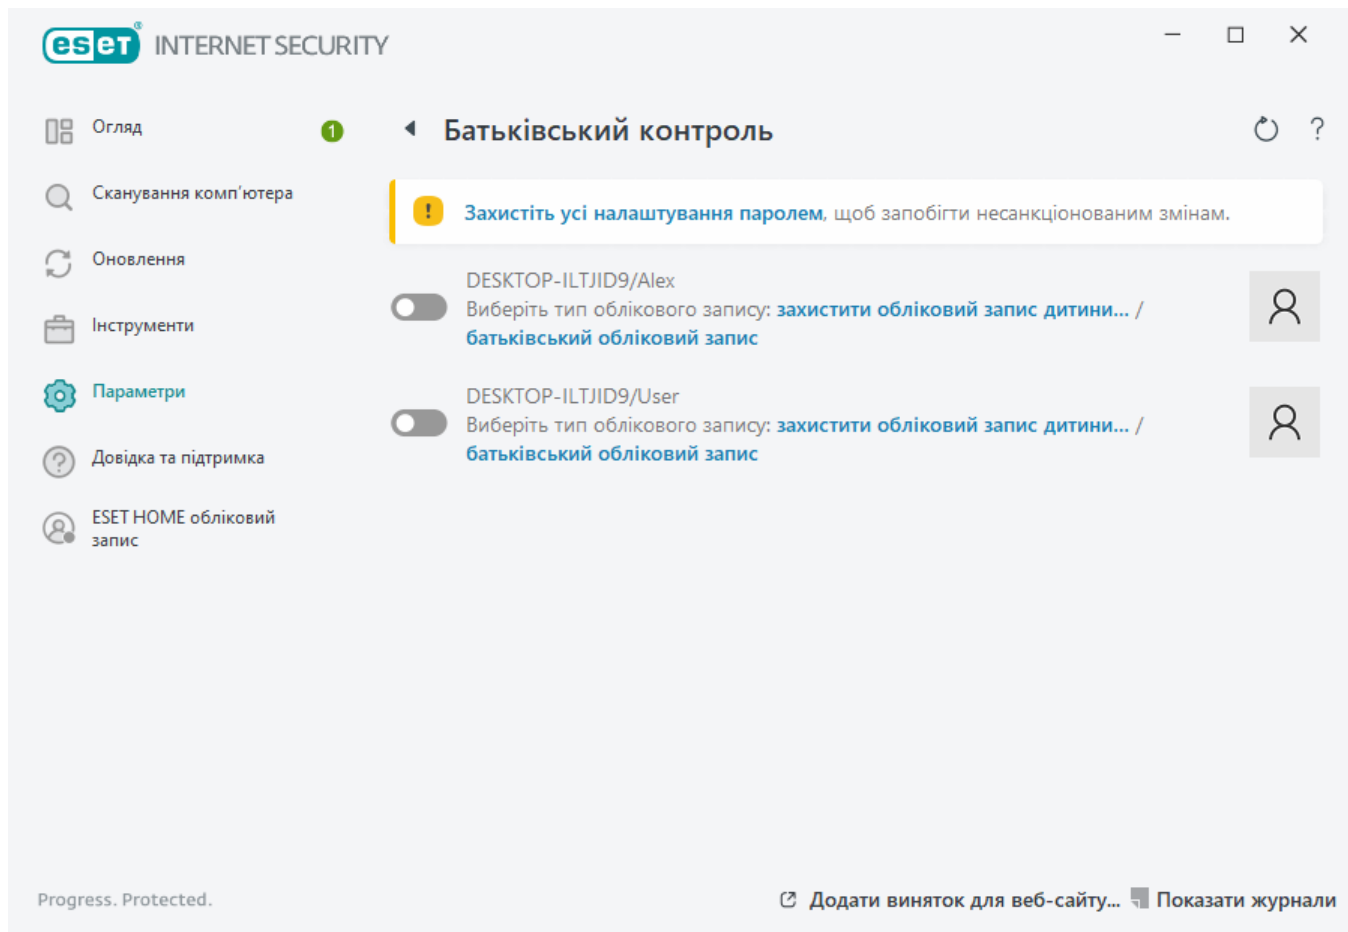 eset® INTERNET SECURITY
Огляд
1
Сканування комп'ютера
Оновлення
Інструменти
Параметри
Довідка та підтримка
ESET HOME обліковий
запис
Батьківський контроль
?
! Захистіть усі налаштування паролем, щоб запобігти несанкціонованим змінам.
DESKTOP-ILTJID9/Alex
Виберіть тип облікового запису: захистити обліковий запис дитини... /
батьківський обліковий запис
DESKTOP-ILTJID9/User
Виберіть тип облікового запису: захистити обліковий запис дитини... /
батьківський обліковий запис
Progress. Protected.
Додати виняток для веб-сайту... Показати журнали